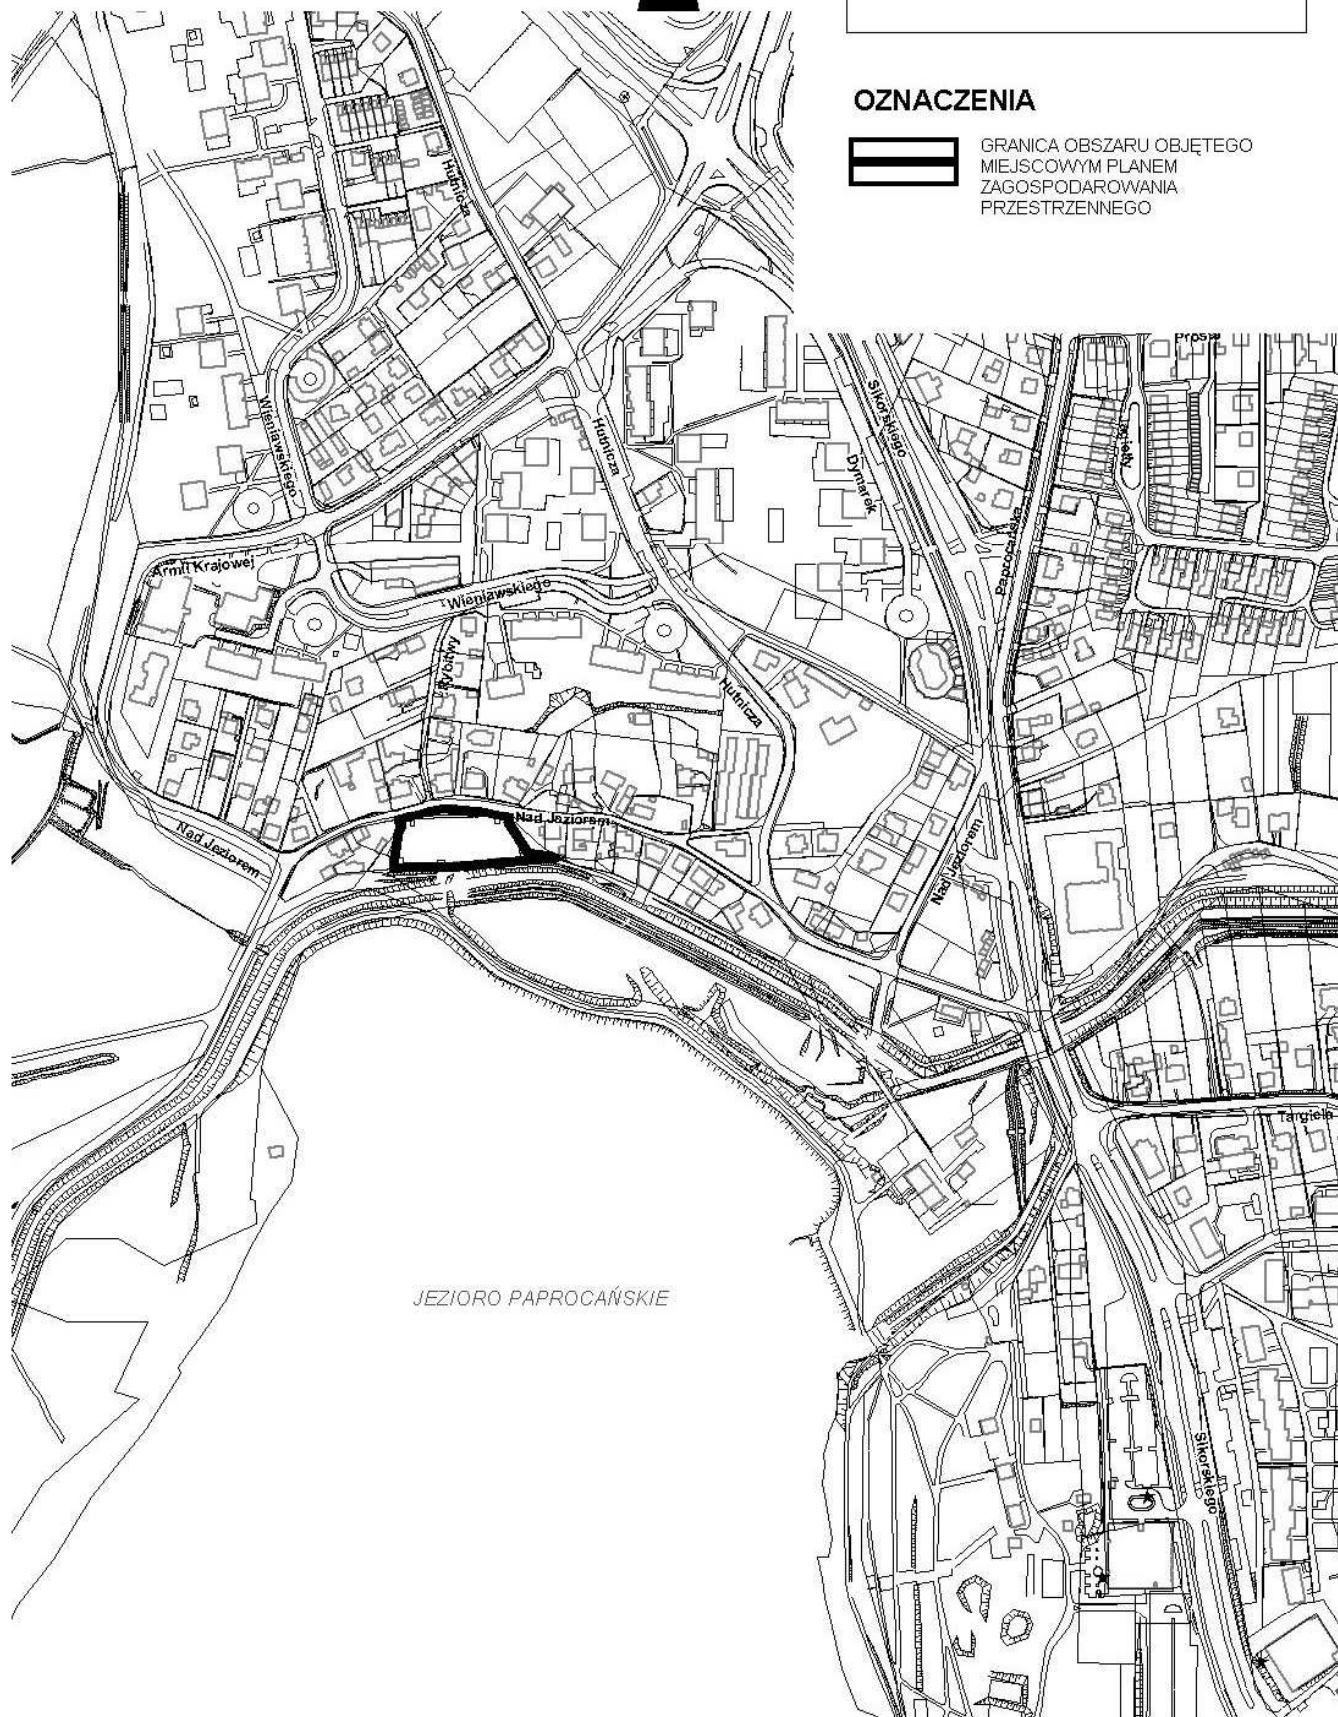 OZNACZENIA
GRANICA OBSZARU OBJĘTEGO
MIEJSCOWYM PLANEM
ZAGOSPODAROWANIA
PRZESTRZENNEGO
Hutnicza
Prosta
Sikorskiego
Wieniawskiego
Hutnicza
Dymarek
Paprocańska
Armii Krajowej
Wieniawskiego
Rybitwy
Hutnicza
Nad Jeziorem
Nad Jeziorem
Nad Jeziorem
Targiela
JEZIORO PAPROCAŃSKIE
Sikorskiego